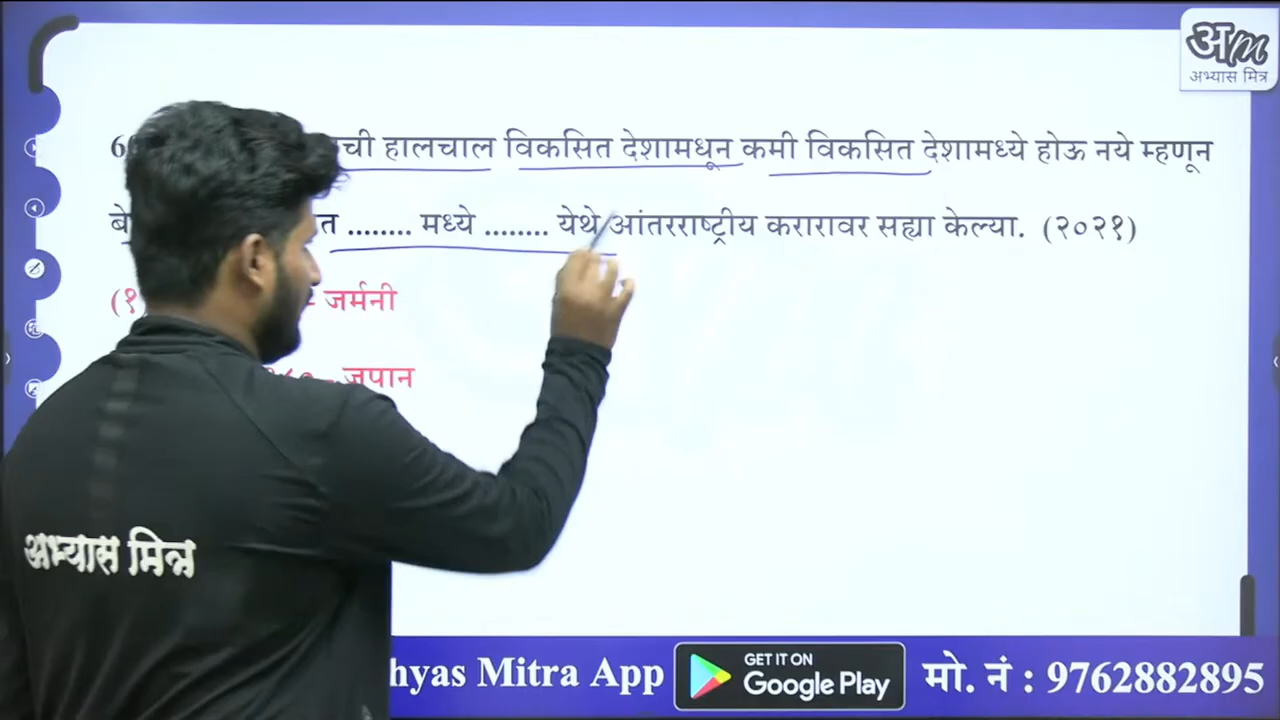 अm
अभ्यास मित्र
हालचाल विकसित देशामधून कमी विकसित देशामध्ये होऊ नये म्हणून
........ मध्ये ........ येथे आंतरराष्ट्रीय करारावर सह्या केल्या. (२०२१)
जर्मनी
जपान
अभ्यास मित्र
Mitra App
GET IT ON
Google Play
मो. नं : 9762882895